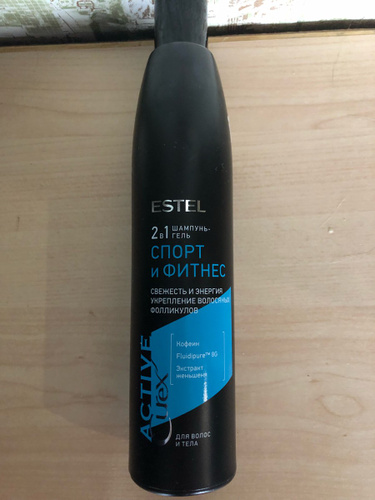 ESTEL
2 в 1 ШАМПУНЬ-
ГЕЛЬ
СПОРТ
и ФИТНЕС
СВЕЖЕСТЬ И ЭНЕРГИЯ
УКРЕПЛЕНИЕ ВОЛОСЯНЫХ
ФОЛЛИКУЛОВ
Кофеин
Fluidipure™ 8G
Экстракт
женьшеня
ACTIVE
curex
ДЛЯ ВОЛОС
И ТЕЛА